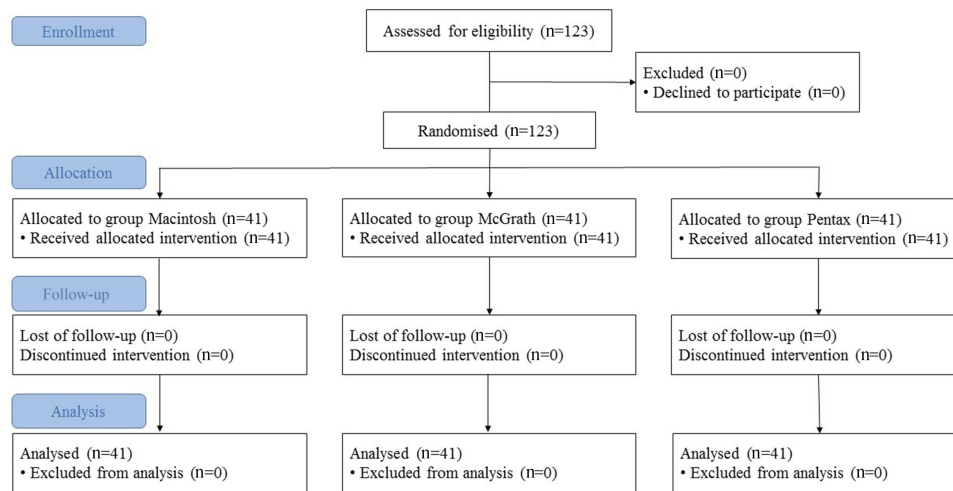 Enrollment
Assessed for eligibility (n=123)
Excluded (n=0)
• Declined to participate (n=0)
Randomised (n=123)
Allocation
Allocated to group Macintosh (n=41)
• Received allocated intervention (n=41)
Allocated to group McGrath (n=41)
• Received allocated intervention (n=41)
Allocated to group Pentax (n=41)
• Received allocated intervention (n=41)
Follow-up
Lost of follow-up (n=0)
Discontinued intervention (n=0)
Lost of follow-up (n=0)
Discontinued intervention (n=0)
Lost of follow-up (n=0)
Discontinued intervention (n=0)
Analysis
Analysed (n=41)
• Excluded from analysis (n=0)
Analysed (n=41)
• Excluded from analysis (n=0)
Analysed (n=41)
• Excluded from analysis (n=0)